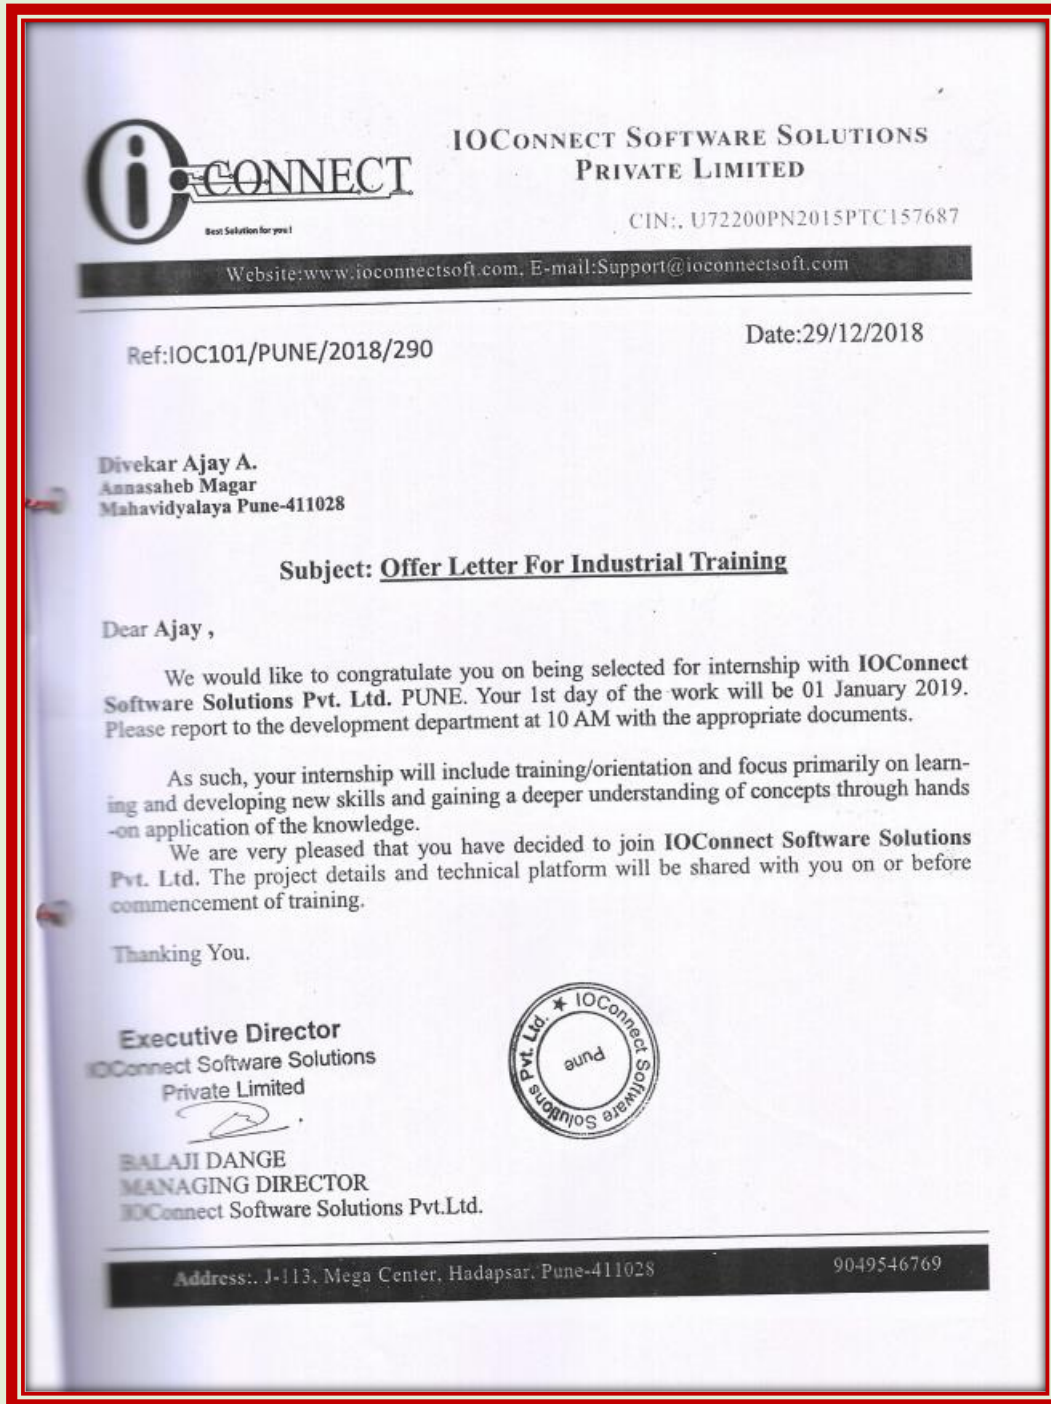 i CONNECT
Best Solution for you!
IOCONNECT SOFTWARE SOLUTIONS
PRIVATE LIMITED
CIN:. U72200PN2015PTC157687
Website:www.ioconnectsoft.com, E-mail:Support@ioconnectsoft.com
Ref:IOC101/PUNE/2018/290
Date:29/12/2018
Divekar Ajay A.
Annasaheb Magar
Mahavidyalaya Pune-411028
Subject: Offer Letter For Industrial Training
Dear Ajay ,
We would like to congratulate you on being selected for internship with IOConnect
Software Solutions Pvt. Ltd. PUNE. Your 1st day of the work will be 01 January 2019.
Please report to the development department at 10 AM with the appropriate documents.
As such, your internship will include training/orientation and focus primarily on learn-
ing and developing new skills and gaining a deeper understanding of concepts through hands
-on application of the knowledge.
We are very pleased that you have decided to join IOConnect Software Solutions
Pvt. Ltd. The project details and technical platform will be shared with you on or before
commencement of training.
Thanking You.
Executive Director
IOConnect Software Solutions
Private Limited
★ IOConnect Software Solutions Pvt. Ltd.
Pune
BALAJI DANGE
MANAGING DIRECTOR
IOConnect Software Solutions Pvt.Ltd.
Address:. J-113, Mega Center, Hadapsar, Pune-411028
9049546769